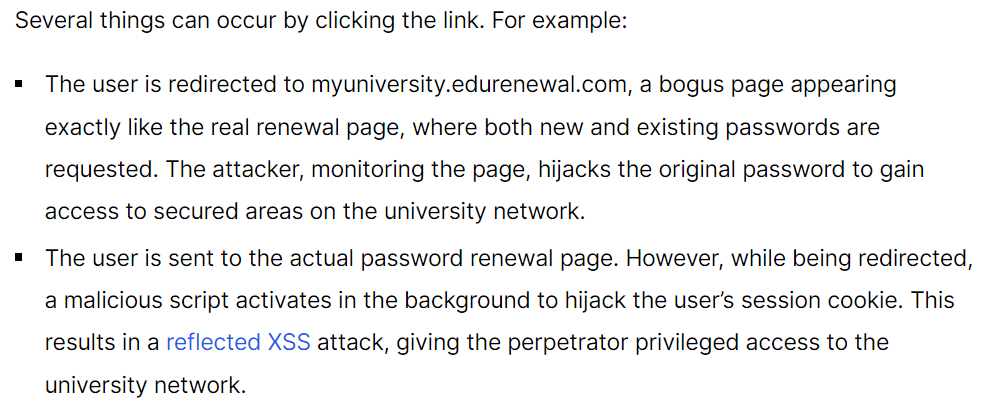 Several things can occur by clicking the link. For example:
▪ The user is redirected to myuniversity.edurenewal.com, a bogus page appearing
exactly like the real renewal page, where both new and existing passwords are
requested. The attacker, monitoring the page, hijacks the original password to gain
access to secured areas on the university network.
▪ The user is sent to the actual password renewal page. However, while being redirected,
a malicious script activates in the background to hijack the user’s session cookie. This
results in a reflected XSS attack, giving the perpetrator privileged access to the
university network.